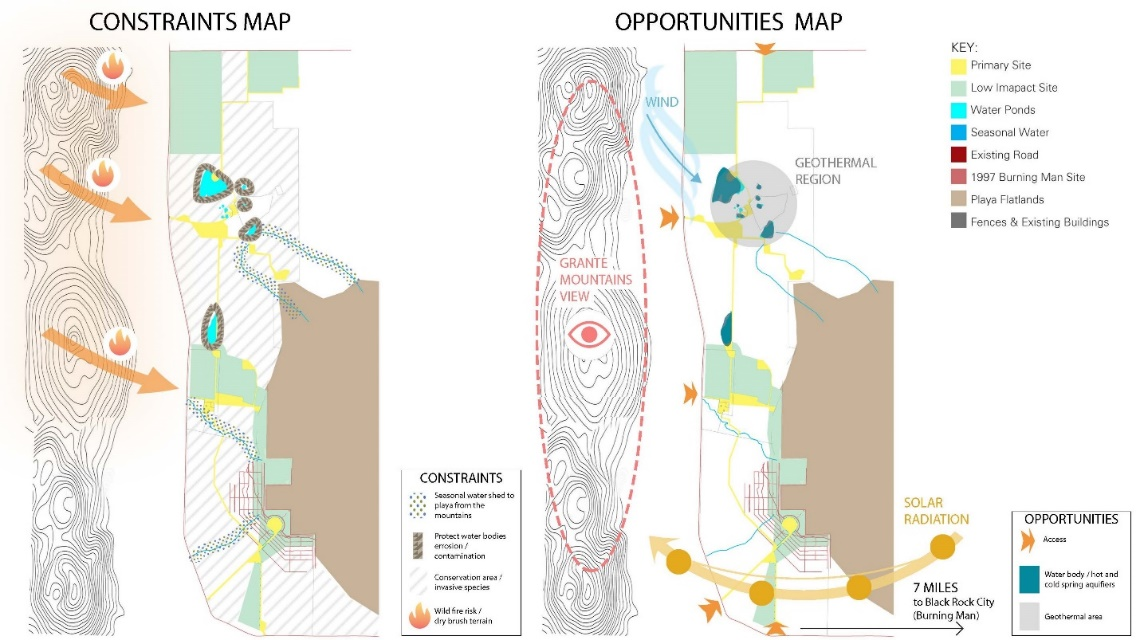 CONSTRAINTS MAP
OPPORTUNITIES MAP
KEY:
Primary Site
Low Imapact Site
Water Ponds
Seasonal Water
Existing Road
1997 Burning Man Site
Playa Flatlands
Fences & Existing Buildings
WIND
GEOTHERMAL
REGION
GRANTE
MOUNTAINS
VIEW
CONSTRAINTS
Seasonal water shed to
playa from the
mountains
Protect water bodies
errosion /
contamination
Conservation area /
invasive species
Wild fire risk /
dry brush terrain
SOLAR
RADIATION
7 MILES
to Black Rock City
(Burning Man)
OPPORTUNITIES
Access
Water body / hot and
cold spring aquifiers
Geothermal area